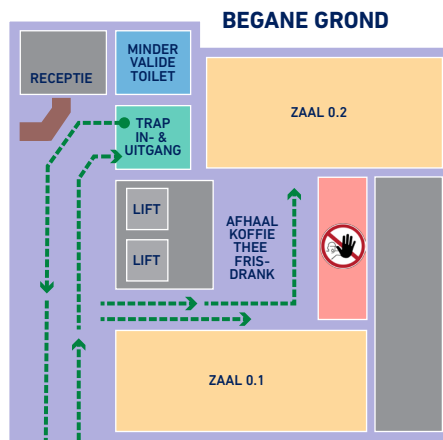 BEGANE GROND
RECEPTIE
MINDER
VALIDE
TOILET
TRAP
IN- &
UITGANG
ZAAL 0.2
LIFT
LIFT
AFHAAL
KOFFIE
THEE
FRIS-
DRANK
ZAAL 0.1